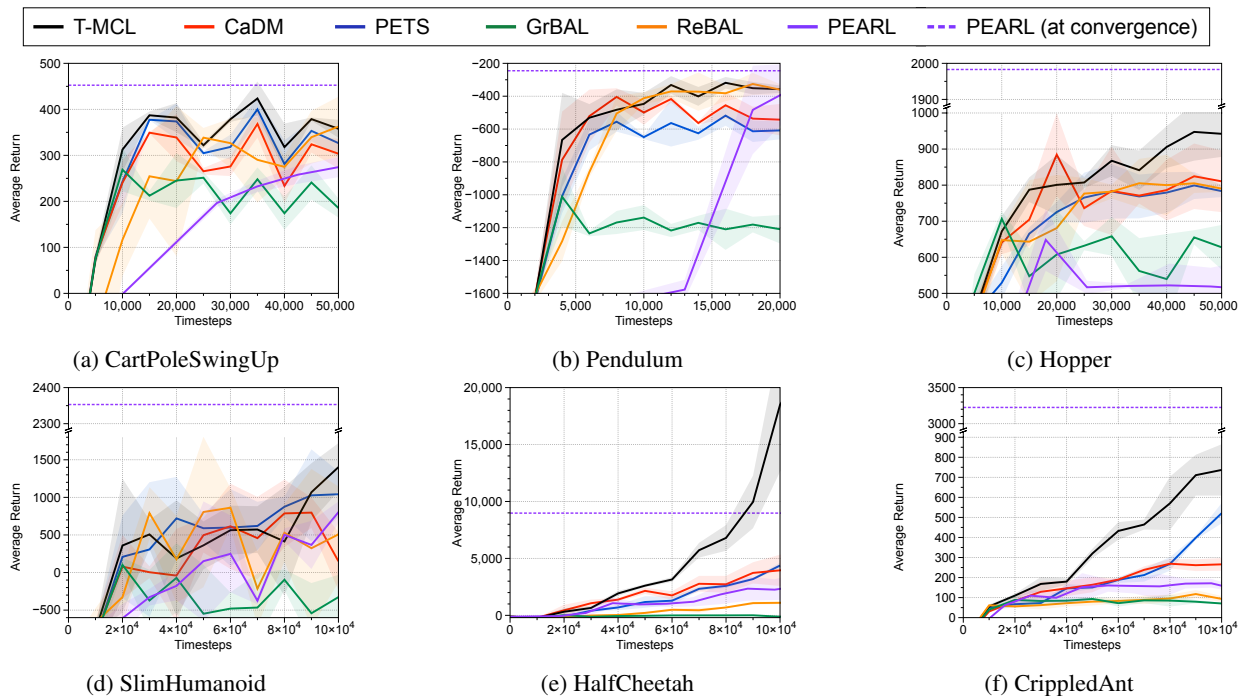 T-MCL CaDM PETS GrBAL ReBAL PEARL PEARL (at convergence)
500 400 300 200 100 0
Average Return
0 10,000 20,000 30,000 40,000 50,000
Timesteps
(a) CartPoleSwingUp
−200 −400 −600 −800 −1000 −1200 −1400 −1600
Average Return
0 5,000 10,000 15,000 20,000
Timesteps
(b) Pendulum
2000 1900 1000 900 800 700 600 500
Average Return
0 10,000 20,000 30,000 40,000 50,000
Timesteps
(c) Hopper
2400 2300 1500 1000 500 0 −500
Average Return
0 2×10⁴ 4×10⁴ 6×10⁴ 8×10⁴ 10×10⁴
Timesteps
(d) SlimHumanoid
20,000 15,000 10,000 5,000 0
Average Return
0 2×10⁴ 4×10⁴ 6×10⁴ 8×10⁴ 10×10⁴
Timesteps
(e) HalfCheetah
3500 3000 900 800 700 600 500 400 300 200 100 0
Average Return
0 2×10⁴ 4×10⁴ 6×10⁴ 8×10⁴ 10×10⁴
Timesteps
(f) CrippledAnt